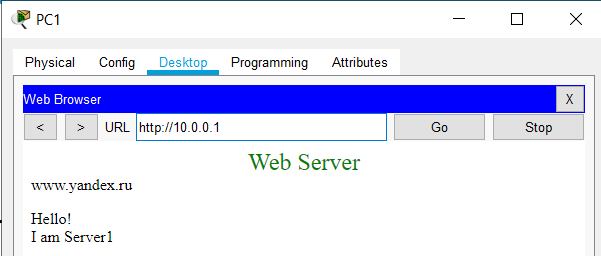 PC1
Physical Config Desktop Programming Attributes
Web Browser X
< > URL http://10.0.0.1 Go Stop
Web Server
www.yandex.ru
Hello!
I am Server1